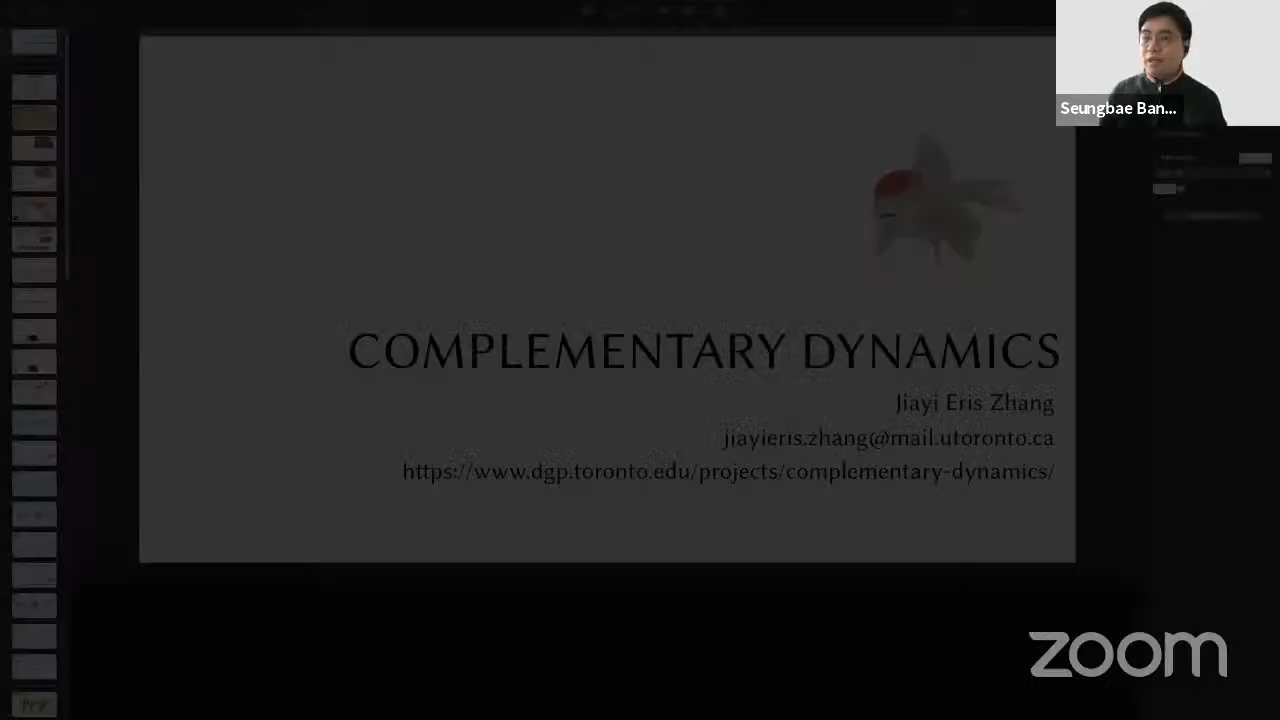 Seungbae Ban...
COMPLEMENTARY DYNAMICS
Jiayi Eris Zhang
jiayieris.zhang@mail.utoronto.ca
https://www.dgp.toronto.edu/projects/complementary-dynamics/
zoom